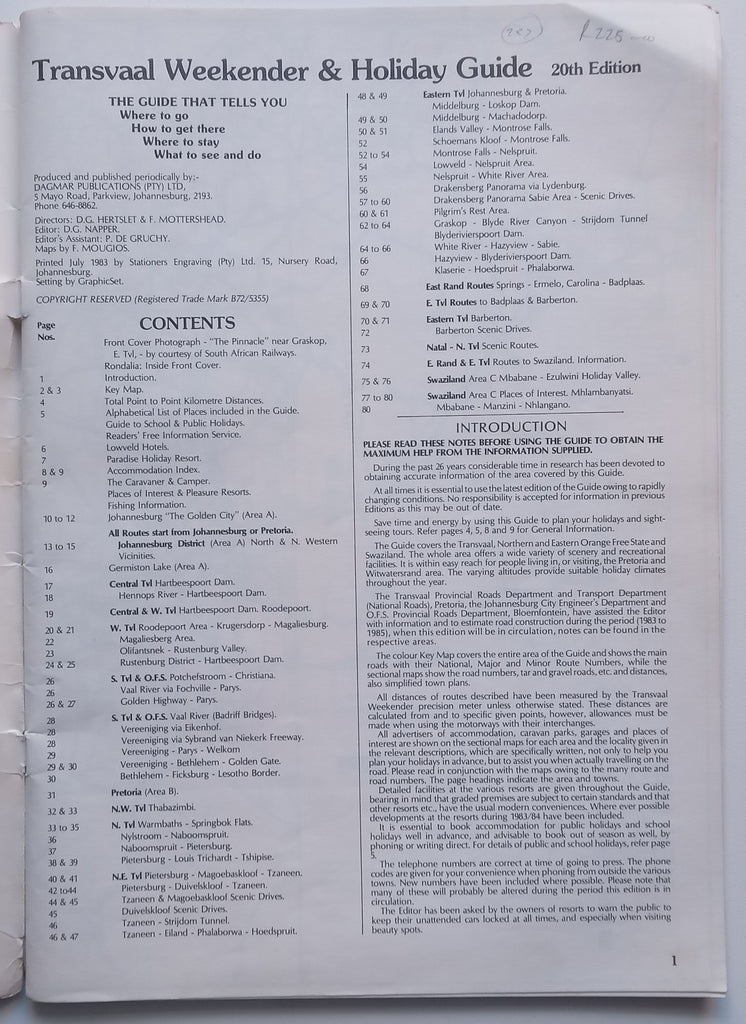 R225
Transvaal Weekender & Holiday Guide 20th Edition
THE GUIDE THAT TELLS YOU
Where to go
How to get there
Where to stay
What to see and do
Produced and published periodically by:-
DAGMAR PUBLICATIONS (PTY) LTD,
5 Mayo Road, Parkview, Johannesburg, 2193.
Phone 646-8862.
Directors: D.G. HERTSLET & F. MOTTERSHEAD.
Editor: D.G. NAPPER.
Editor's Assistant: P. DE GRUCHY.
Maps by F. MOUGIOS.
Printed July 1983 by Stationers Engraving (Pty) Ltd. 15, Nursery Road,
Johannesburg.
Setting by GraphicSet.
COPYRIGHT RESERVED (Registered Trade Mark B72/5355)
Page
Nos.
CONTENTS
Front Cover Photograph - "The Pinnacle" near Graskop,
E. Tvl, - by courtesy of South African Railways.
Rondalia: Inside Front Cover.
1 Introduction.
2 & 3 Key Map.
4 Total Point to Point Kilometre Distances.
5 Alphabetical List of Places included in the Guide.
Guide to School & Public Holidays.
Readers' Free Information Service.
6 Lowveld Hotels.
7 Paradise Holiday Resort.
8 & 9 Accommodation Index.
9 The Caravaner & Camper.
Places of Interest & Pleasure Resorts.
Fishing Information.
10 to 12 Johannesburg "The Golden City" (Area A).
All Routes start from Johannesburg or Pretoria.
13 to 15 Johannesburg District (Area A) North & N. Western
Vicinities.
16 Germiston Lake (Area A).
17 Central Tvl Hartbeespoort Dam.
18 Hennops River - Hartbeespoort Dam.
19 Central & W. Tvl Hartbeespoort Dam. Roodepoort.
20 & 21 W. Tvl Roodepoort Area - Krugersdorp - Magaliesburg.
22 Magaliesberg Area.
23 Olifantsnek - Rustenburg Valley.
24 & 25 Rustenburg District - Hartbeespoort Dam.
26 S. Tvl & O.F.S. Potchefstroom - Christiana.
26 Vaal River via Fochville - Parys.
26 & 27 Golden Highway - Parys.
28 S. Tvl & O.F.S. Vaal River (Badriff Bridges).
28 Vereeniging via Eikenhof.
28 Vereeniging via Sybrand van Niekerk Freeway.
29 Vereeniging - Parys - Welkom
29 & 30 Vereeniging - Bethlehem - Golden Gate.
30 Bethlehem - Ficksburg - Lesotho Border.
31 Pretoria (Area B).
32 & 33 N.W. Tvl Thabazimbi.
33 to 35 N. Tvl Warmbaths - Springbok Flats.
36 Nylstroom - Naboomspruit.
37 Naboomspruit - Pietersburg.
38 & 39 Pietersburg - Louis Trichardt - Tshipise.
40 & 41 N.E. Tvl Pietersburg - Magoebaskloof - Tzaneen.
42 to44 Pietersburg - Duivelskloof - Tzaneen.
44 & 45 Tzaneen & Magoebaskloof Scenic Drives.
45 Duivelskloof Scenic Drives.
46 Tzaneen - Strijdom Tunnel.
46 & 47 Tzaneen - Eiland - Phalaborwa - Hoedspruit.
48 & 49 Eastern Tvl Johannesburg & Pretoria.
Middelburg - Loskop Dam.
49 & 50 Middelburg - Machadodorp.
50 & 51 Elands Valley - Montrose Falls.
52 Schoemans Kloof - Montrose Falls.
52 to 54 Montrose Falls - Nelspruit.
54 Lowveld - Nelspruit Area.
55 Nelspruit - White River Area.
56 Drakensberg Panorama via Lydenburg.
57 to 60 Drakensberg Panorama Sabie Area - Scenic Drives.
60 & 61 Pilgrim's Rest Area.
62 to 64 Graskop - Blyde River Canyon - Strijdom Tunnel
Blyderivierspoort Dam.
64 to 66 White River - Hazyview - Sabie.
66 Hazyview - Blyderivierspoort Dam.
67 Klaserie - Hoedspruit - Phalaborwa.
68 East Rand Routes Springs - Ermelo, Carolina - Badplaas.
69 & 70 E. Tvl Routes to Badplaas & Barberton.
70 & 71 Eastern Tvl Barberton.
72 Barberton Scenic Drives.
73 Natal - N. Tvl Scenic Routes.
74 E. Rand & E. Tvl Routes to Swaziland. Information.
75 & 76 Swaziland Area C Mbabane - Ezulwini Holiday Valley.
77 to 80 Swaziland Area C Places of Interest. Mhlambanyatsi.
80 Mbabane - Manzini - Nhlangano.
INTRODUCTION
PLEASE READ THESE NOTES BEFORE USING THE GUIDE TO OBTAIN THE
MAXIMUM HELP FROM THE INFORMATION SUPPLIED.
During the past 26 years considerable time in research has been devoted to
obtaining accurate information of the area covered by this Guide.
At all times it is essential to use the latest edition of the Guide owing to rapidly
changing conditions. No responsibility is accepted for information in previous
Editions as this may be out of date.
Save time and energy by using this Guide to plan your holidays and sight-
seeing tours. Refer pages 4, 5, 8 and 9 for General Information.
The Guide covers the Transvaal, Northern and Eastern Orange Free State and
Swaziland. The whole area offers a wide variety of scenery and recreational
facilities. It is within easy reach for people living in, or visiting, the Pretoria and
Witwatersrand area. The varying altitudes provide suitable holiday climates
throughout the year.
The Transvaal Provincial Roads Department and Transport Department
(National Roads), Pretoria, the Johannesburg City Engineer's Department and
O.F.S. Provincial Roads Department, Bloemfontein, have assisted the Editor
with information and to estimate road construction during the period (1983 to
1985), when this edition will be in circulation, notes can be found in the
respective areas.
The colour Key Map covers the entire area of the Guide and shows the main
roads with their National, Major and Minor Route Numbers, while the
sectional maps show the road numbers, tar and gravel roads, etc. and distances,
also simplified town plans.
All distances of routes described have been measured by the Transvaal
Weekender precision meter unless otherwise stated. These distances are
calculated from and to specific given points, however, allowances must be
made when using the motorways with their interchanges.
All advertisers of accommodation, caravan parks, garages and places of
interest are shown on the sectional maps for each area and the locality given in
the relevant descriptions, which are specifically written, not only to help you
plan your holidays in advance, but to assist you when actually travelling on the
road. Please read in conjunction with the maps owing to the many route and
road numbers. The page headings indicate the area and towns.
Detailed facilities at the various resorts are given throughout the Guide,
bearing in mind that graded premises are subject to certain standards and that
other resorts etc., have the usual modern conveniences. Where ever possible
developments at the resorts during 1983/84 have been included.
It is essential to book accommodation for public holidays and school
holidays well in advance, and advisable to book out of season as well, by
phoning or writing direct. For details of public and school holidays, refer page
5.
The telephone numbers are correct at time of going to press. The phone
codes are given for your convenience when phoning from outside the various
towns. New numbers have been included where possible. Please note that
many of these will probably be altered during the period this edition is in
circulation.
The Editor has been asked by the owners of resorts to warn the public to
keep their unattended cars locked at all times, and especially when visiting
beauty spots.
1